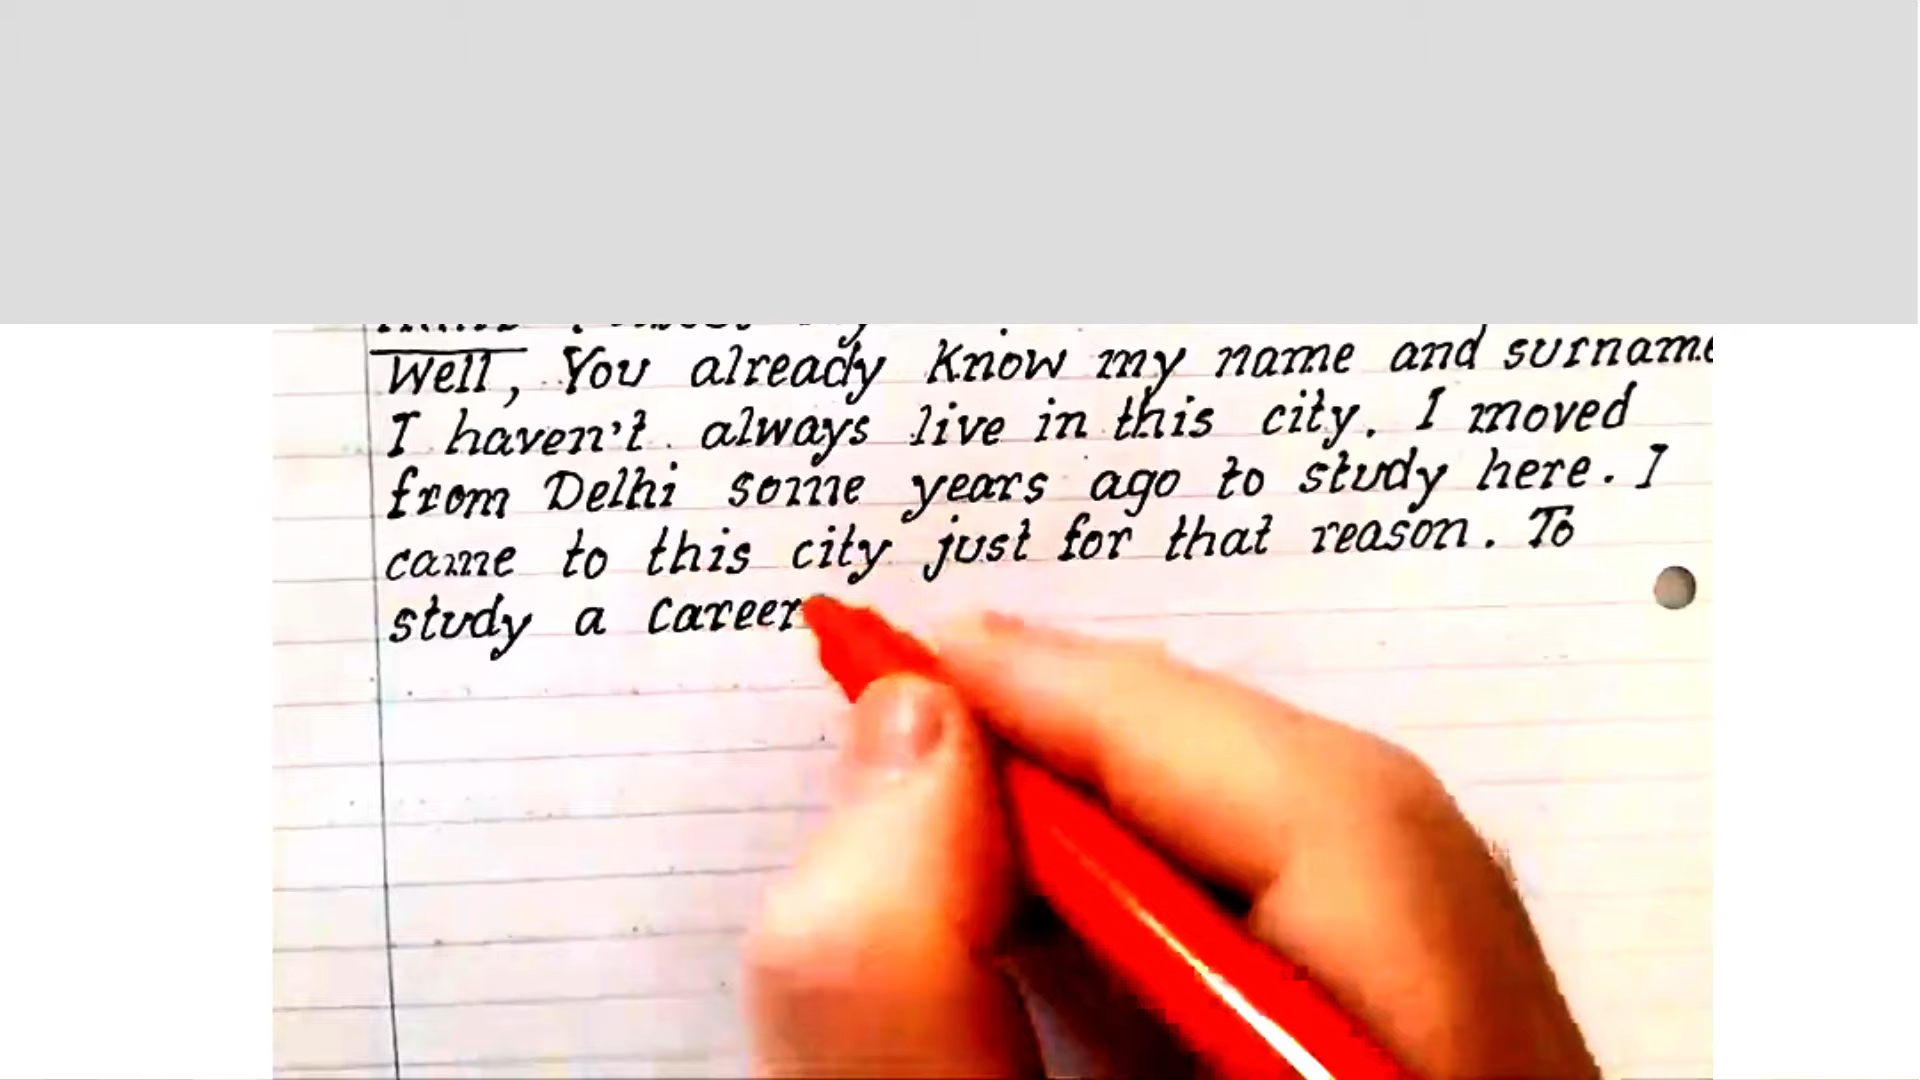 Well, You already Know my name and surname
I haven't always live in this city. I moved
from Delhi some years ago to study here. I
came to this city just for that reason. To
study a career